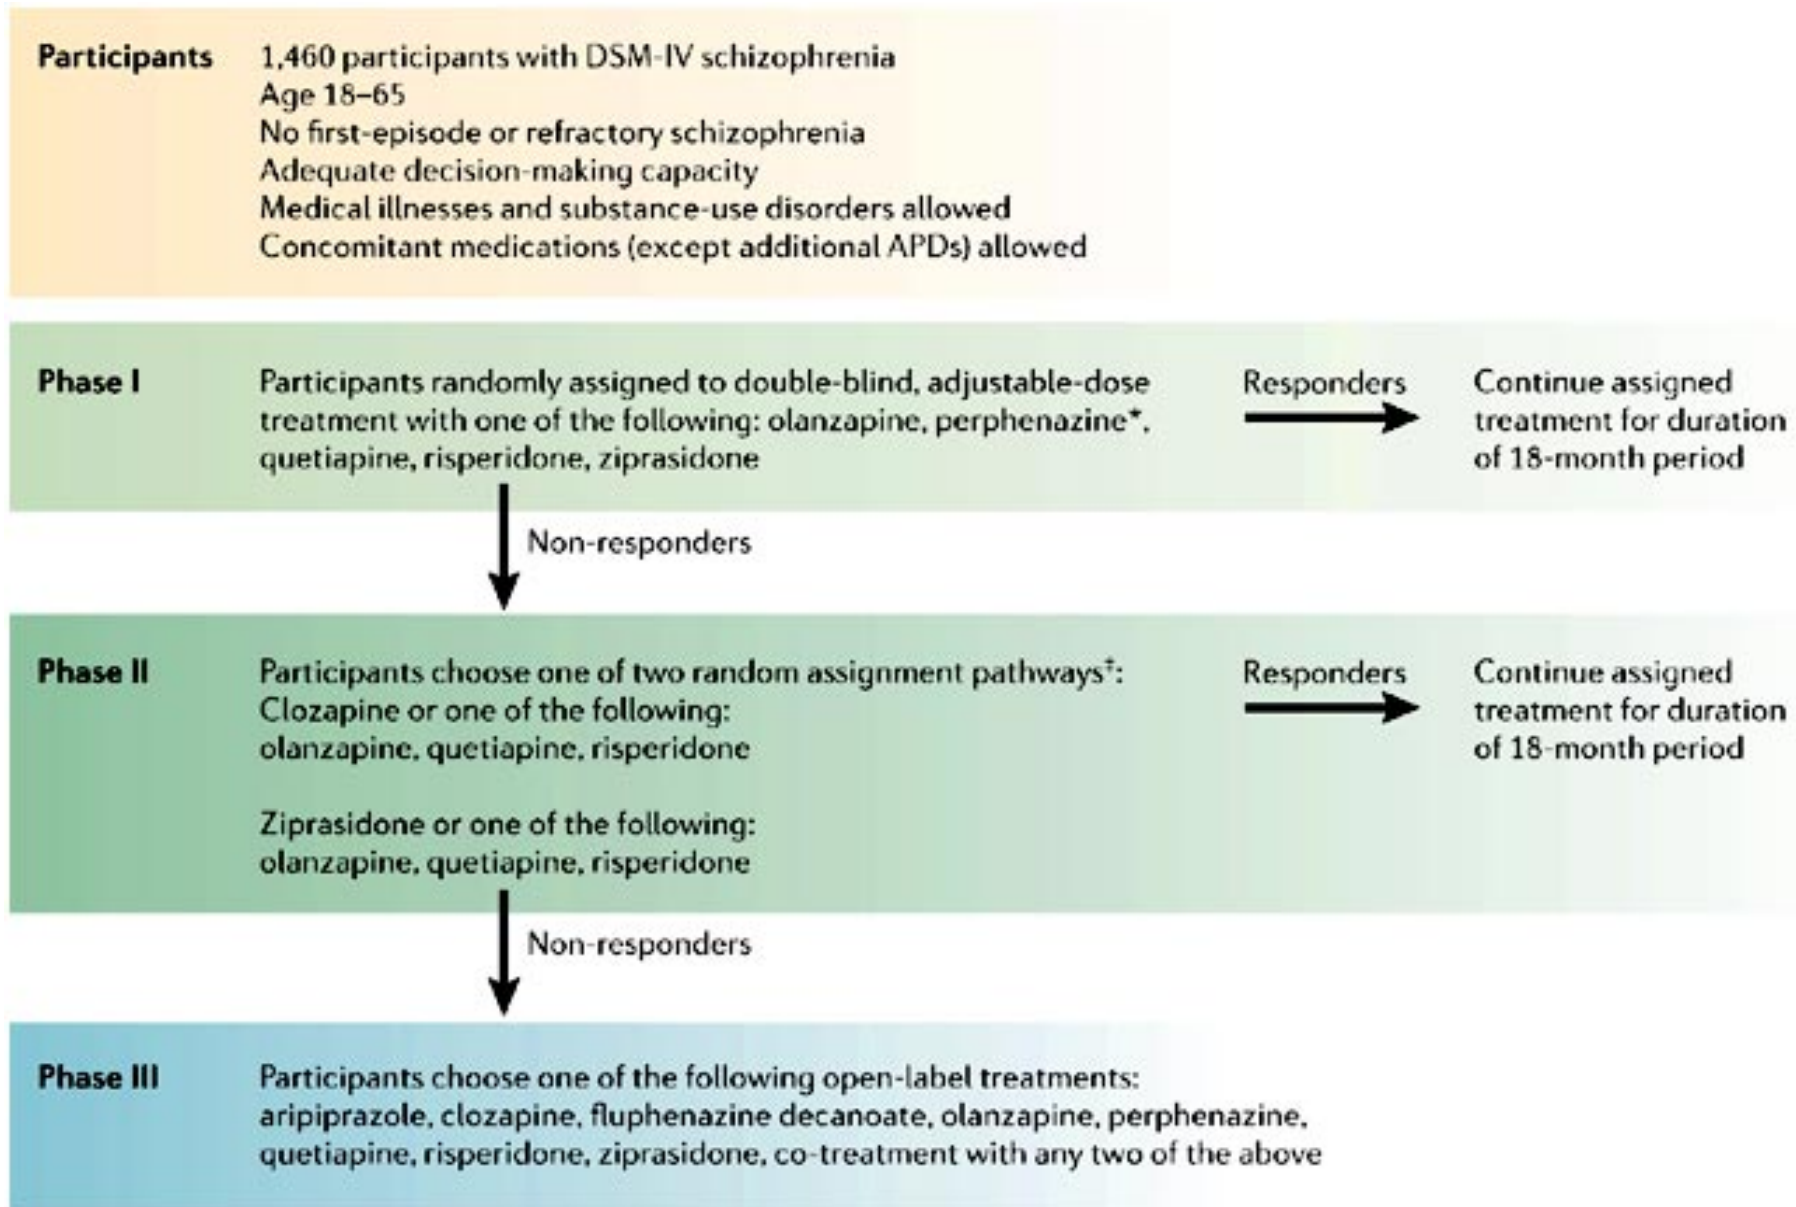 Participants 1,460 participants with DSM-IV schizophrenia
Age 18–65
No first-episode or refractory schizophrenia
Adequate decision-making capacity
Medical illnesses and substance-use disorders allowed
Concomitant medications (except additional APDs) allowed
Phase I Participants randomly assigned to double-blind, adjustable-dose
treatment with one of the following: olanzapine, perphenazine*,
quetiapine, risperidone, ziprasidone
Responders
Continue assigned
treatment for duration
of 18-month period
Non-responders
Phase II Participants choose one of two random assignment pathways‡:
Clozapine or one of the following:
olanzapine, quetiapine, risperidone
Ziprasidone or one of the following:
olanzapine, quetiapine, risperidone
Responders
Continue assigned
treatment for duration
of 18-month period
Non-responders
Phase III Participants choose one of the following open-label treatments:
aripiprazole, clozapine, fluphenazine decanoate, olanzapine, perphenazine,
quetiapine, risperidone, ziprasidone, co-treatment with any two of the above